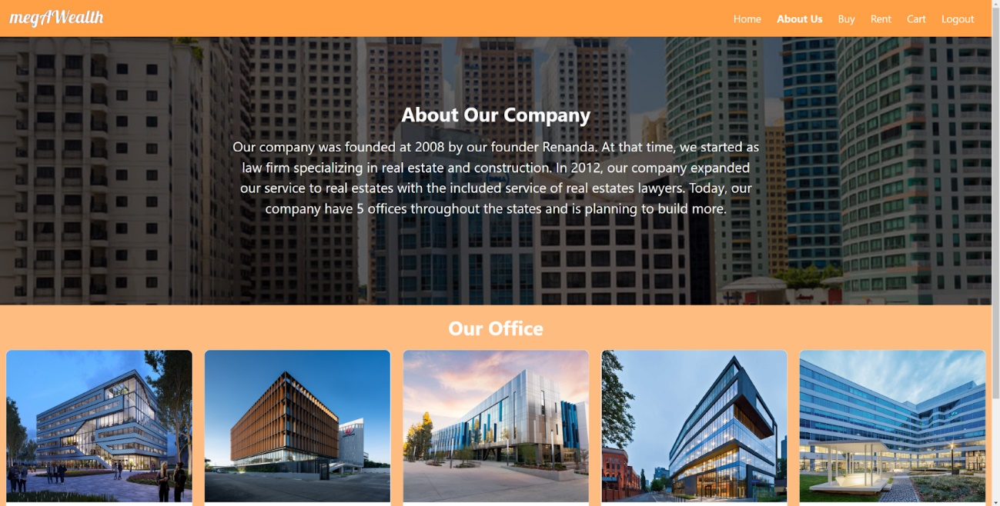 megAWealth
Home About Us Buy Rent Cart Logout
About Our Company
Our company was founded at 2008 by our founder Renanda. At that time, we started as
law firm specializing in real estate and construction. In 2012, our company expanded
our service to real estates with the included service of real estates lawyers. Today, our
company have 5 offices throughout the states and is planning to build more.
Our Office